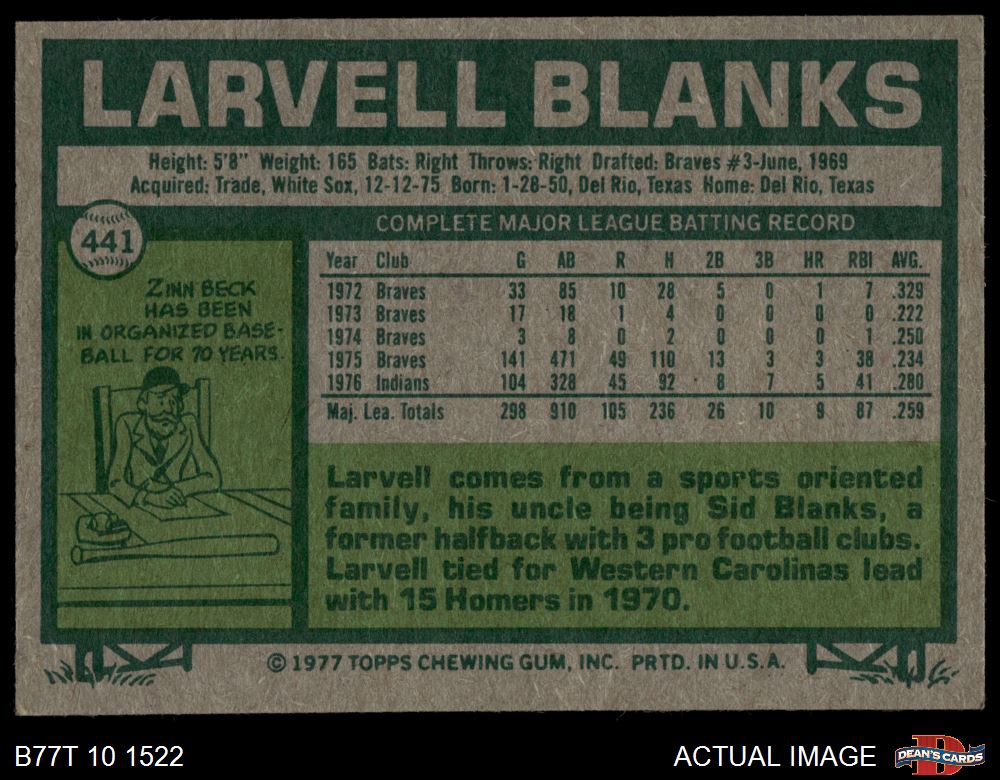 LARVELL BLANKS
Height: 5'8" Weight: 165 Bats: Right Throws: Right Drafted: Braves #3-June, 1969
Acquired: Trade, White Sox, 12-12-75 Born: 1-28-50, Del Rio, Texas Home: Del Rio, Texas
441
ZINN BECK
HAS BEEN
IN ORGANIZED BASE-
BALL FOR 70 YEARS.
COMPLETE MAJOR LEAGUE BATTING RECORD
Year Club G AB R H 2B 3B HR RBI AVG.
1972 Braves 33 85 10 28 5 0 1 7 .329
1973 Braves 17 18 1 4 0 0 0 0 .222
1974 Braves 3 8 0 2 0 0 0 1 .250
1975 Braves 141 471 49 110 13 3 3 38 .234
1976 Indians 104 328 45 92 8 7 5 41 .280
Maj. Lea. Totals 298 910 105 236 26 10 9 87 .259
Larvell comes from a sports oriented
family, his uncle being Sid Blanks, a
former halfback with 3 pro football clubs.
Larvell tied for Western Carolinas lead
with 15 Homers in 1970.
© 1977 TOPPS CHEWING GUM, INC. PRTD. IN U.S.A.
B77T 10 1522
ACTUAL IMAGE
DEAN'S CARDS